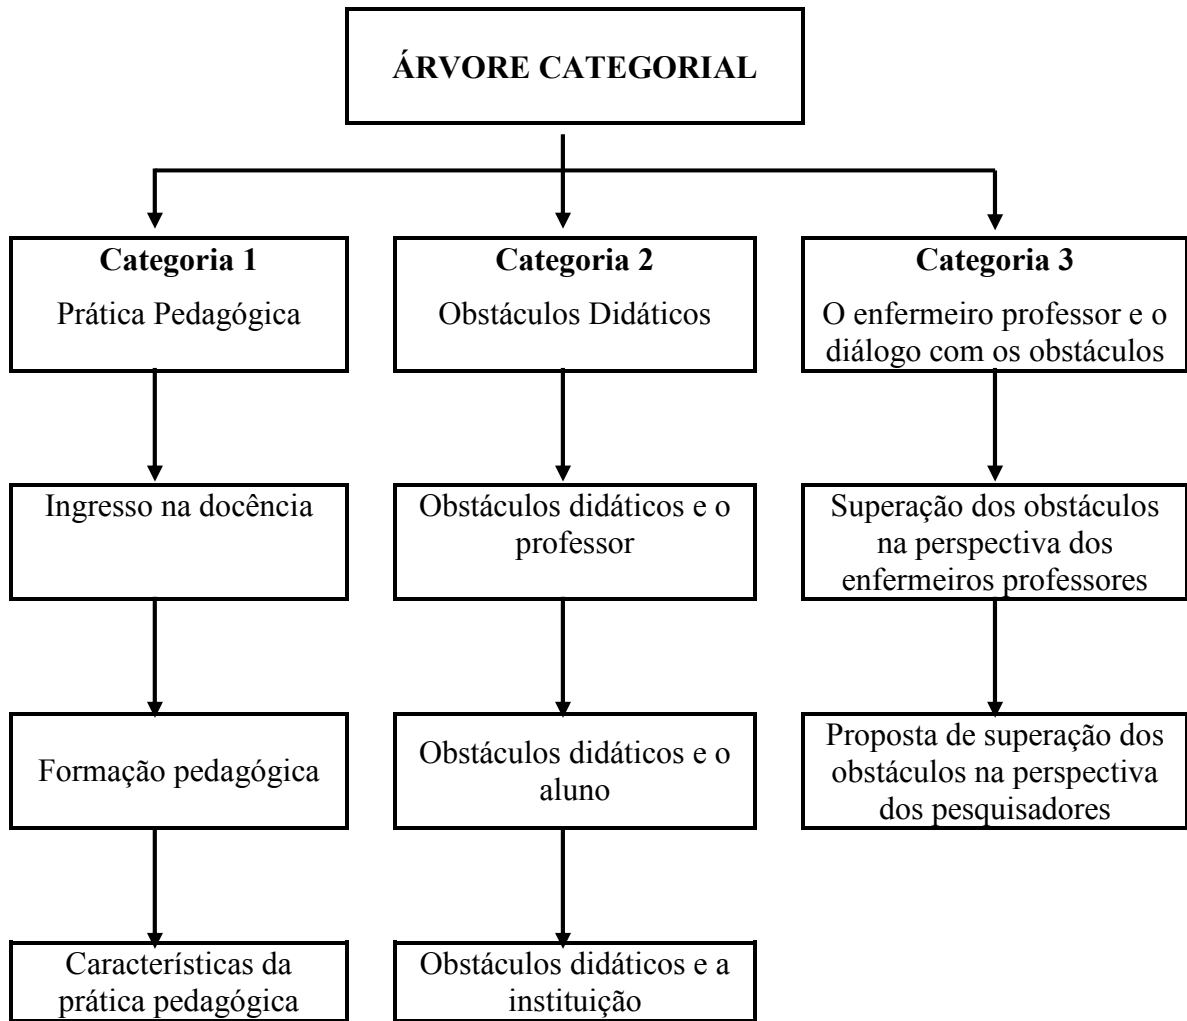 ÁRVORE CATEGORIAL
Categoria 1
Prática Pedagógica
Categoria 2
Obstáculos Didáticos
Categoria 3
O enfermeiro professor e o
diálogo com os obstáculos
Ingresso na docência
Obstáculos didáticos e o
professor
Superação dos obstáculos
na perspectiva dos
enfermeiros professores
Formação pedagógica
Obstáculos didáticos e o
aluno
Proposta de superação dos
obstáculos na perspectiva
dos pesquisadores
Características da
prática pedagógica
Obstáculos didáticos e a
instituição